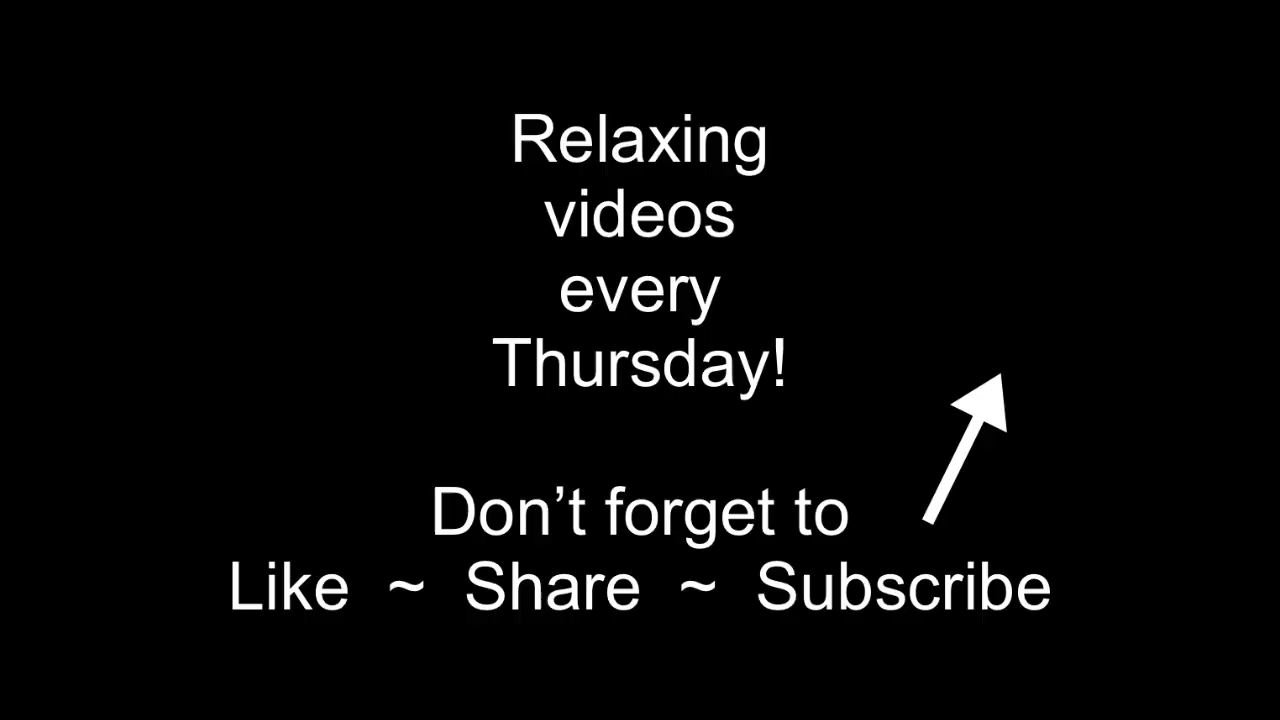 Relaxing
videos
every
Thursday!
Don’t forget to
Like ~ Share ~ Subscribe